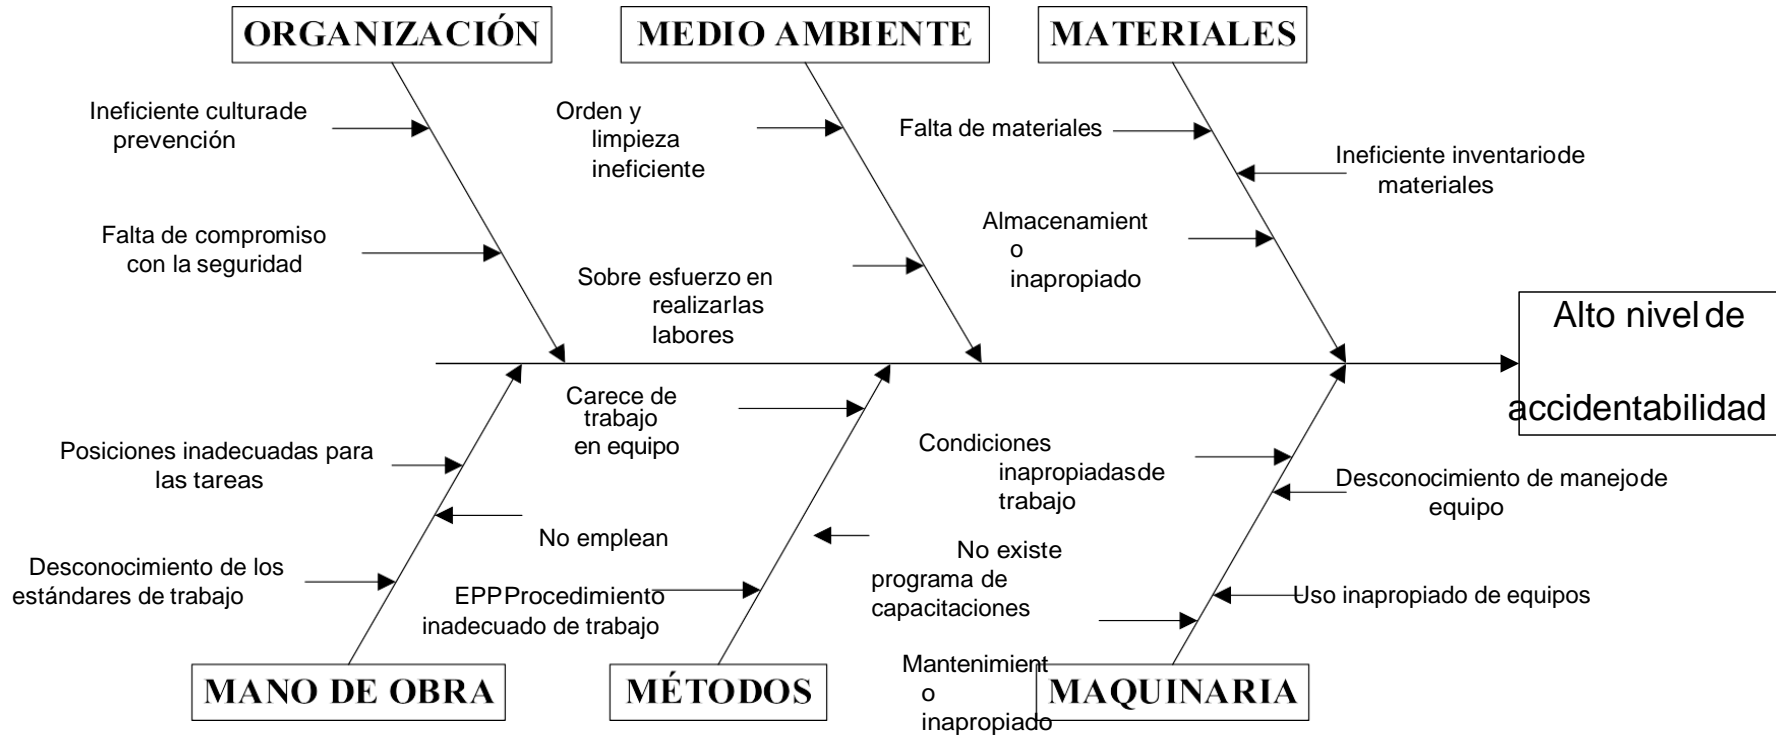 ORGANIZACIÓN
MEDIO AMBIENTE
MATERIALES
Ineficiente culturade
prevención
Orden y
limpieza
ineficiente
Falta de materiales
Ineficiente inventariode
materiales
Falta de compromiso
con la seguridad
Sobre esfuerzo en
realizarlas
labores
Almacenamient
o
inapropiado
Alto nivel de
accidentabilidad
Carece de
trabajo
en equipo
Posiciones inadecuadas para
las tareas
Condiciones
inapropiadasde
trabajo
Desconocimiento de manejode
equipo
No emplean
Desconocimiento de los
estándares de trabajo
EPPProcedimiento
inadecuado de trabajo
No existe
programa de
capacitaciones
Uso inapropiado de equipos
Mantenimient
o
inapropiado
MANO DE OBRA
MÉTODOS
MAQUINARIA